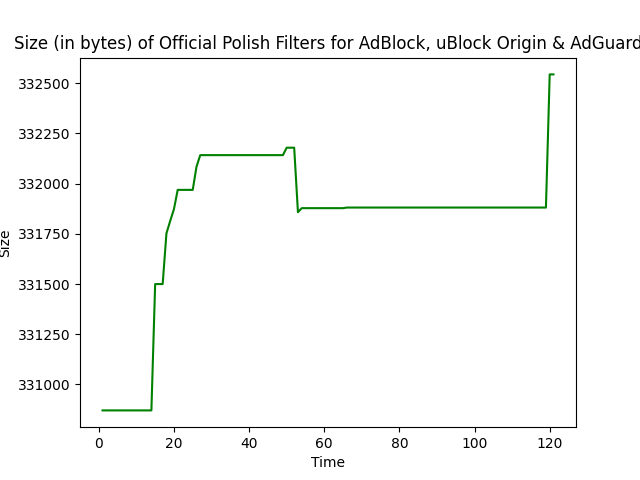 Size (in bytes) of Official Polish Filters for AdBlock, uBlock Origin & AdGuard
332500
332250
332000
331750
331500
331250
331000
Size
0 20 40 60 80 100 120
Time